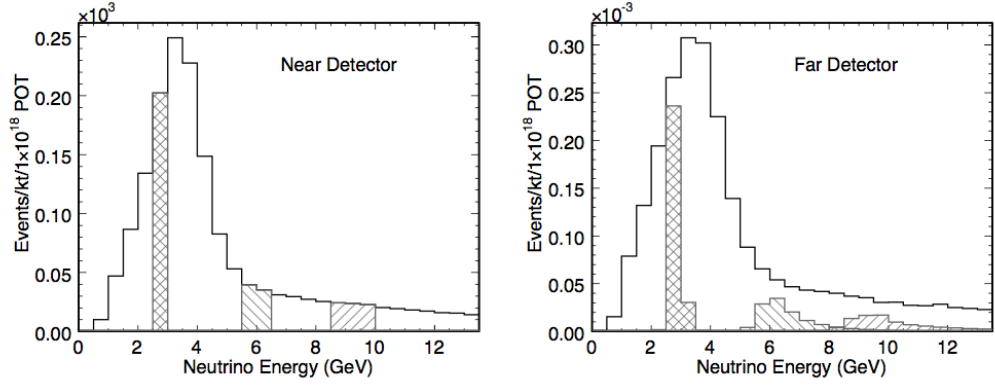 ×10³
0.25
0.20
0.15
0.10
0.05
0.00
Events/kt/1×10¹⁸ POT
Near Detector
0 2 4 6 8 10 12
Neutrino Energy (GeV)
×10⁻³
0.30
0.25
0.20
0.15
0.10
0.05
0.00
Events/kt/1×10¹⁸ POT
Far Detector
0 2 4 6 8 10 12
Neutrino Energy (GeV)